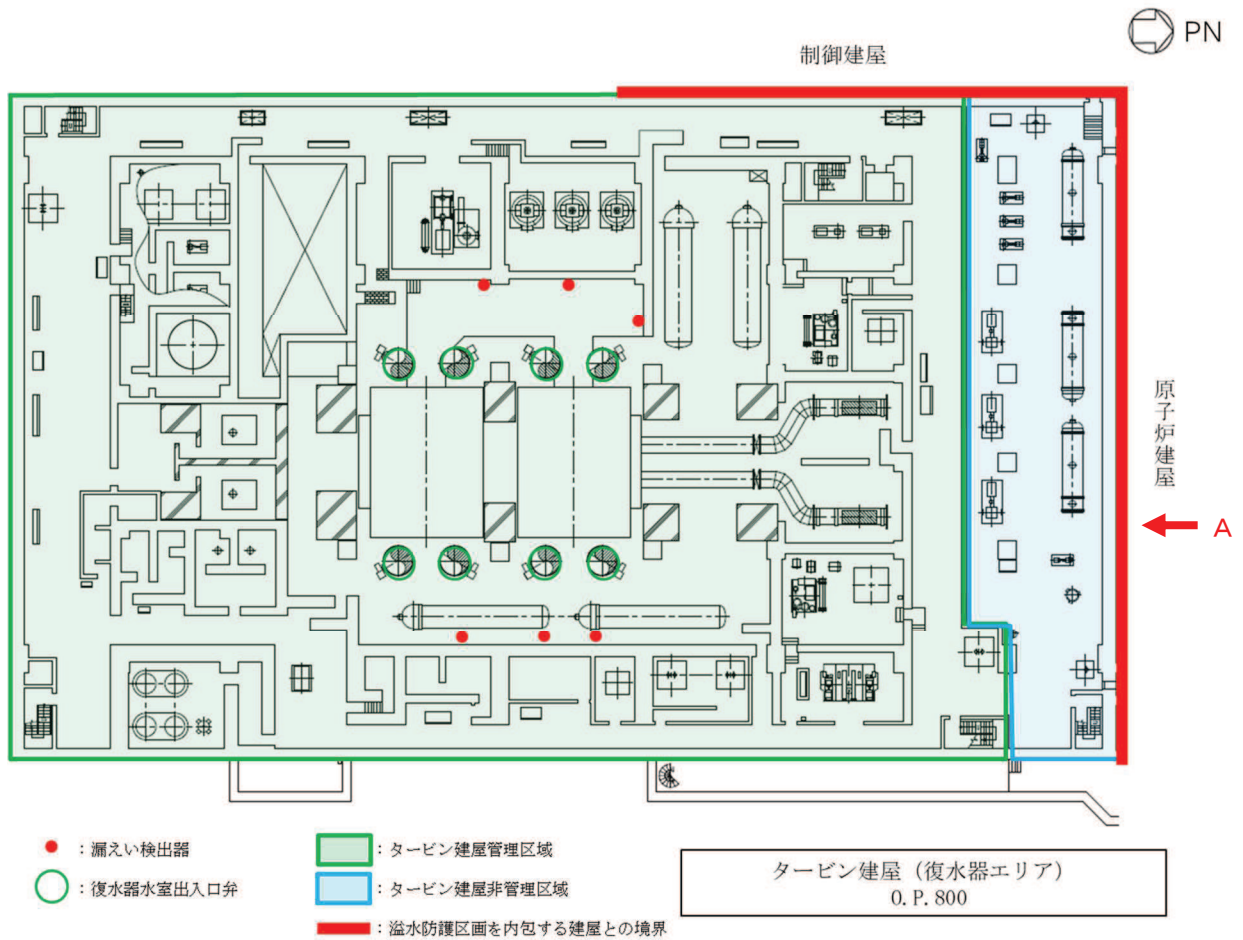 PN
制御建屋
原子炉建屋
A
：漏えい検出器
：復水器水室出入口弁
：タービン建屋管理区域
：タービン建屋非管理区域
：溢水防護区画を内包する建屋との境界
タービン建屋（復水器エリア）
O.P.800